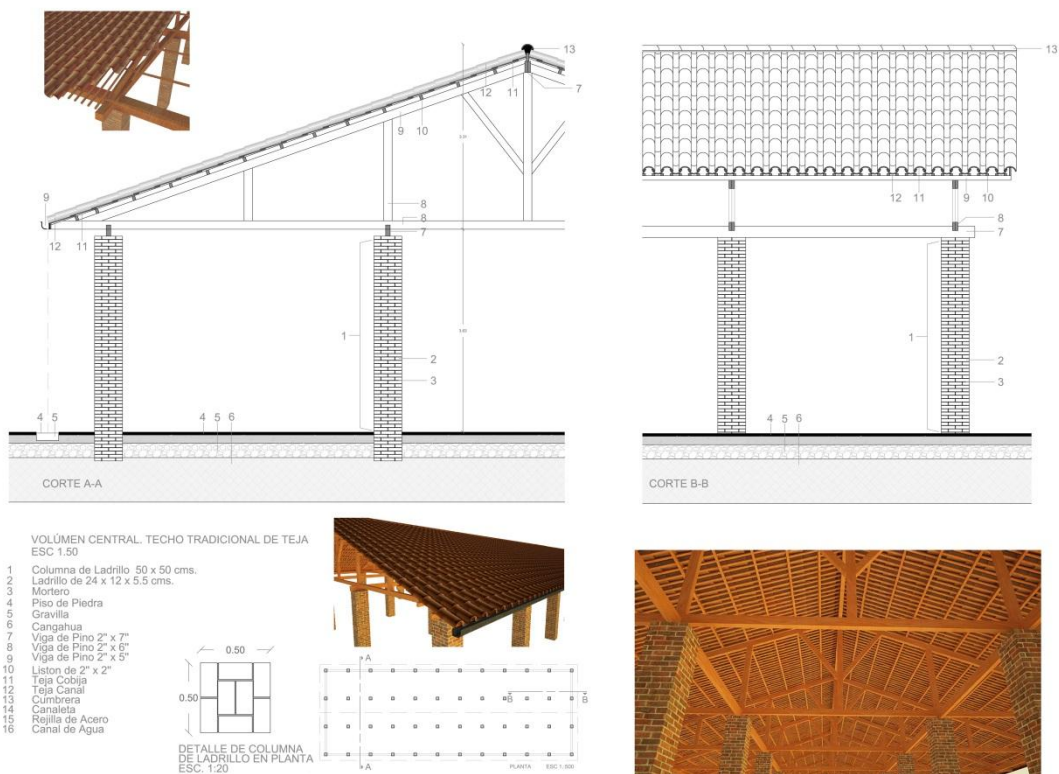 13
12
11
7
9
10
9
8
8
7
12
11
1
2
3
4
5
4
5
6
CORTE A-A
13
12
11
9
10
8
7
1
2
3
4
5
6
CORTE B-B
VOLÚMEN CENTRAL. TECHO TRADICIONAL DE TEJA
ESC 1.50
1 Columna de Ladrillo 50 x 50 cms.
2 Ladrillo de 24 x 12 x 5.5 cms.
3 Mortero
4 Piso de Piedra
5 Gravilla
6 Cangahua
7 Viga de Pino 2" x 7"
8 Viga de Pino 2" x 6"
9 Viga de Pino 2" x 5"
10 Liston de 2" x 2"
11 Teja Cobija
12 Teja Canal
13 Cumbrera
14 Canaleta
15 Rejilla de Acero
16 Canal de Agua
0.50
0.50
DETALLE DE COLUMNA
DE LADRILLO EN PLANTA
ESC. 1:20
A
B
B
A
PLANTA ESC 1:500